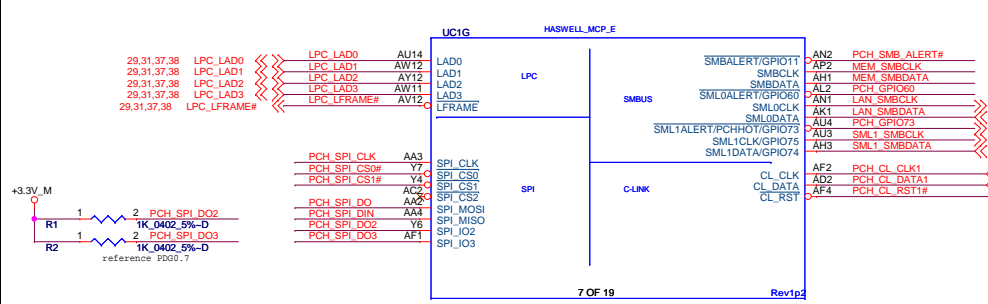 UC1G HASWELL_MCP_E
29,31,37,38 LPC_LAD0 LPC_LAD0 AU14 LAD0
29,31,37,38 LPC_LAD1 LPC_LAD1 AW12 LAD1
29,31,37,38 LPC_LAD2 LPC_LAD2 AY12 LAD2
29,31,37,38 LPC_LAD3 LPC_LAD3 AW11 LAD3
29,31,37,38 LPC_LFRAME# LPC_LFRAME# AV12 LFRAME
LPC
SMBUS
SMBALERT/GPIO11 AN2 PCH_SMB_ALERT#
SMBCLK AP2 MEM_SMBCLK
SMBDATA AH1 MEM_SMBDATA
SML0ALERT/GPIO60 AL2 PCH_GPIO60
SML0CLK AN1 LAN_SMBCLK
SML0DATA AK1 LAN_SMBDATA
SML1ALERT/PCHHOT/GPIO73 AU4 PCH_GPIO73
SML1CLK/GPIO75 AU3 SML1_SMBCLK
SML1DATA/GPIO74 AH3 SML1_SMBDATA
PCH_SPI_CLK AA3 SPI_CLK
PCH_SPI_CS0# Y7 SPI_CS0
PCH_SPI_CS1# Y4 SPI_CS1
AC2 SPI_CS2
PCH_SPI_DO AA2 SPI_MOSI
PCH_SPI_DIN AA4 SPI_MISO
PCH_SPI_DO2 Y6 SPI_IO2
PCH_SPI_DO3 AF1 SPI_IO3
SPI
C-LINK
CL_CLK AF2 PCH_CL_CLK1
CL_DATA AD2 PCH_CL_DATA1
CL_RST AF4 PCH_CL_RST1#
+3.3V_M
1 2 PCH_SPI_DO2
R1 1K_0402_5%~D
1 2 PCH_SPI_DO3
R2 1K_0402_5%~D
reference PDG0.7
7 OF 19
Rev1p2